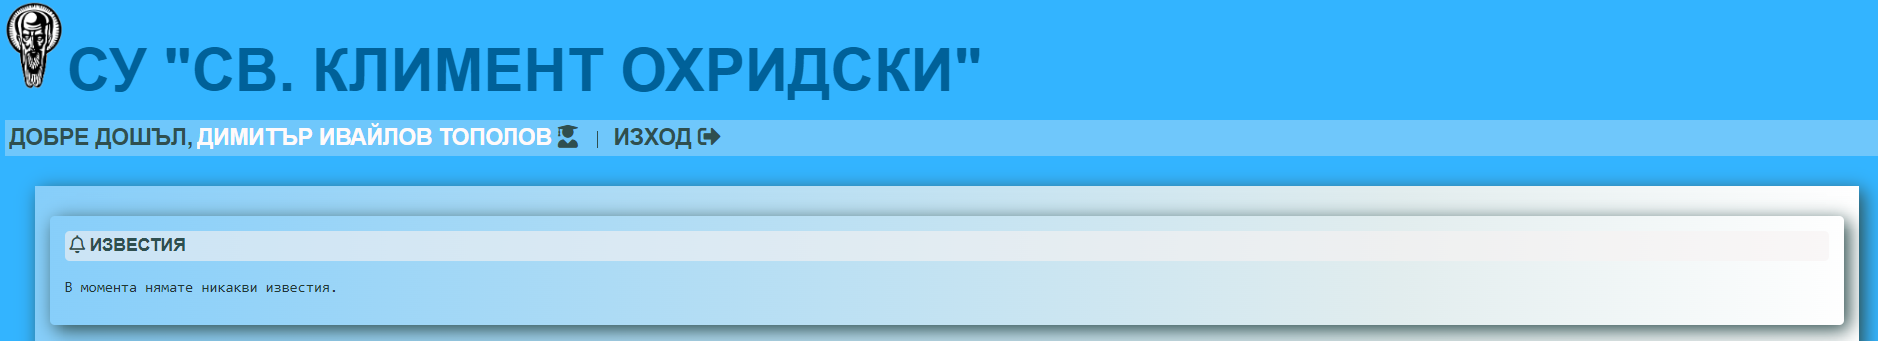 СУ "СВ. КЛИМЕНТ ОХРИДСКИ"
ДОБРЕ ДОШЪЛ, ДИМИТЪР ИВАЙЛОВ ТОПОЛОВ | ИЗХОД
ИЗВЕСТИЯ
В момента нямате никакви известия.